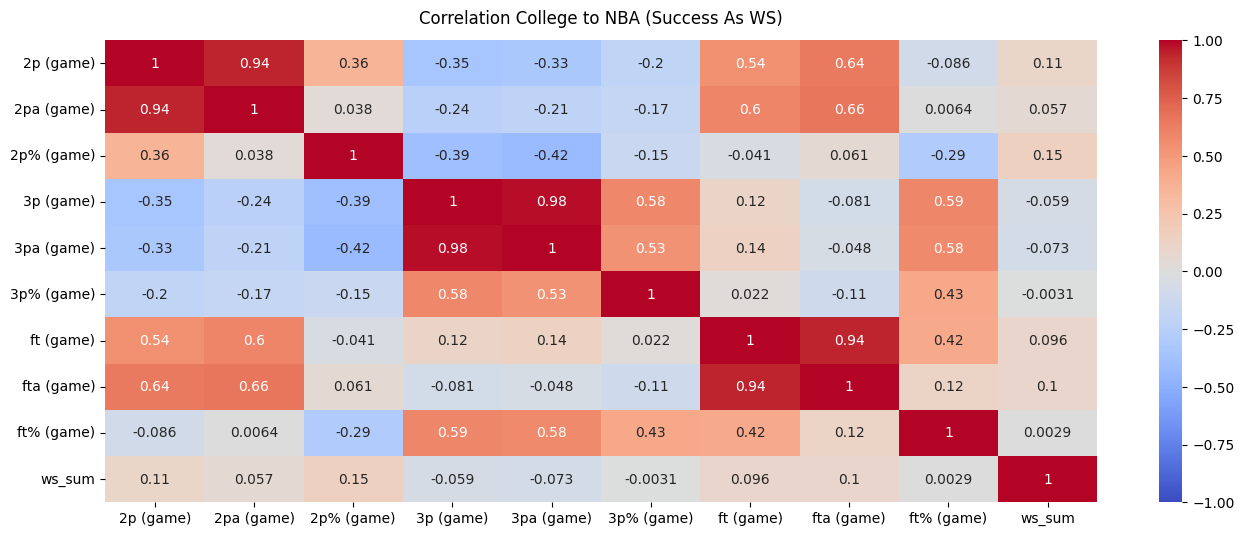 Correlation College to NBA (Success As WS)
2p (game) 1 0.94 0.36 -0.35 -0.33 -0.2 0.54 0.64 -0.086 0.11
2pa (game) 0.94 1 0.038 -0.24 -0.21 -0.17 0.6 0.66 0.0064 0.057
2p% (game) 0.36 0.038 1 -0.39 -0.42 -0.15 -0.041 0.061 -0.29 0.15
3p (game) -0.35 -0.24 -0.39 1 0.98 0.58 0.12 -0.081 0.59 -0.059
3pa (game) -0.33 -0.21 -0.42 0.98 1 0.53 0.14 -0.048 0.58 -0.073
3p% (game) -0.2 -0.17 -0.15 0.58 0.53 1 0.022 -0.11 0.43 -0.0031
ft (game) 0.54 0.6 -0.041 0.12 0.14 0.022 1 0.94 0.42 0.096
fta (game) 0.64 0.66 0.061 -0.081 -0.048 -0.11 0.94 1 0.12 0.1
ft% (game) -0.086 0.0064 -0.29 0.59 0.58 0.43 0.42 0.12 1 0.0029
ws_sum 0.11 0.057 0.15 -0.059 -0.073 -0.0031 0.096 0.1 0.0029 1
2p (game) 2pa (game) 2p% (game) 3p (game) 3pa (game) 3p% (game) ft (game) fta (game) ft% (game) ws_sum
1.00
0.75
0.50
0.25
0.00
−0.25
−0.50
−0.75
−1.00